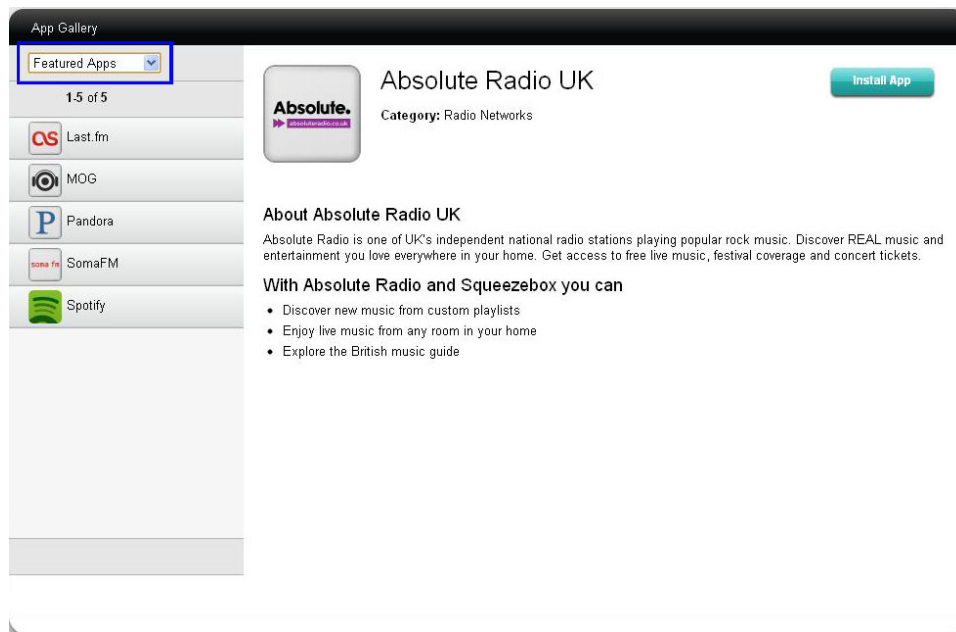 App Gallery
Featured Apps
1-5 of 5
Last.fm
MOG
Pandora
soma fm
SomaFM
Spotify
Absolute.
absoluteradio.co.uk
Absolute Radio UK
Category: Radio Networks
Install App
About Absolute Radio UK
Absolute Radio is one of UK's independent national radio stations playing popular rock music. Discover REAL music and
entertainment you love everywhere in your home. Get access to free live music, festival coverage and concert tickets.
With Absolute Radio and Squeezebox you can
• Discover new music from custom playlists
• Enjoy live music from any room in your home
• Explore the British music guide